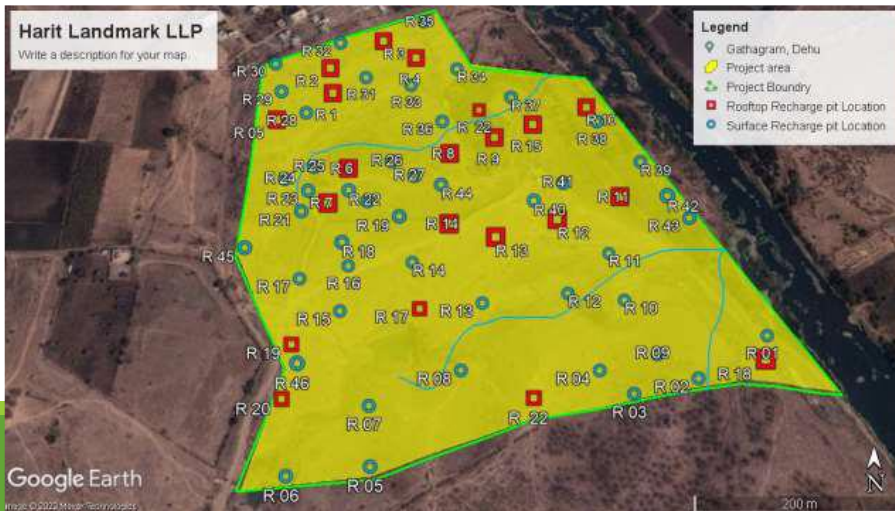 Harit Landmark LLP
Write a description for your map.
Legend
Gathagram, Dehu
Project area
Project Boundry
Rooftop Recharge pit Location
Surface Recharge pit Location
R 35
R 32
R 3
R 30
R 2
R 4
R 34
R 29
R 31
R 33
R 37
R 05
R 28
R 1
R 36
R 22
R 15
R 16
R 38
R 25
R 26
R 8
R 9
R 39
R 24
R 6
R 27
R 44
R 41
R 23
R 7
R 22
R 40
R 11
R 42
R 21
R 19
R 14
R 12
R 43
R 45
R 18
R 13
R 17
R 16
R 14
R 11
R 15
R 17
R 13
R 12
R 10
R 19
R 46
R 08
R 04
R 09
R 01
R 20
R 07
R 22
R 03
R 02
R 18
R 06
R 05
Google Earth
200 m
N